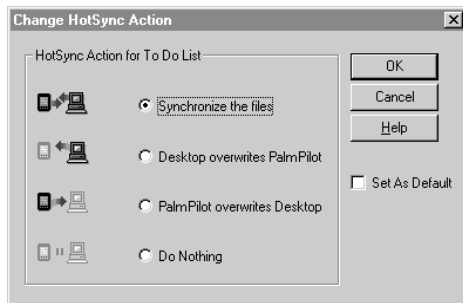 Change HotSync Action
HotSync Action for To Do List
Synchronize the files
Desktop overwrites PalmPilot
PalmPilot overwrites Desktop
Do Nothing
OK
Cancel
Help
Set As Default